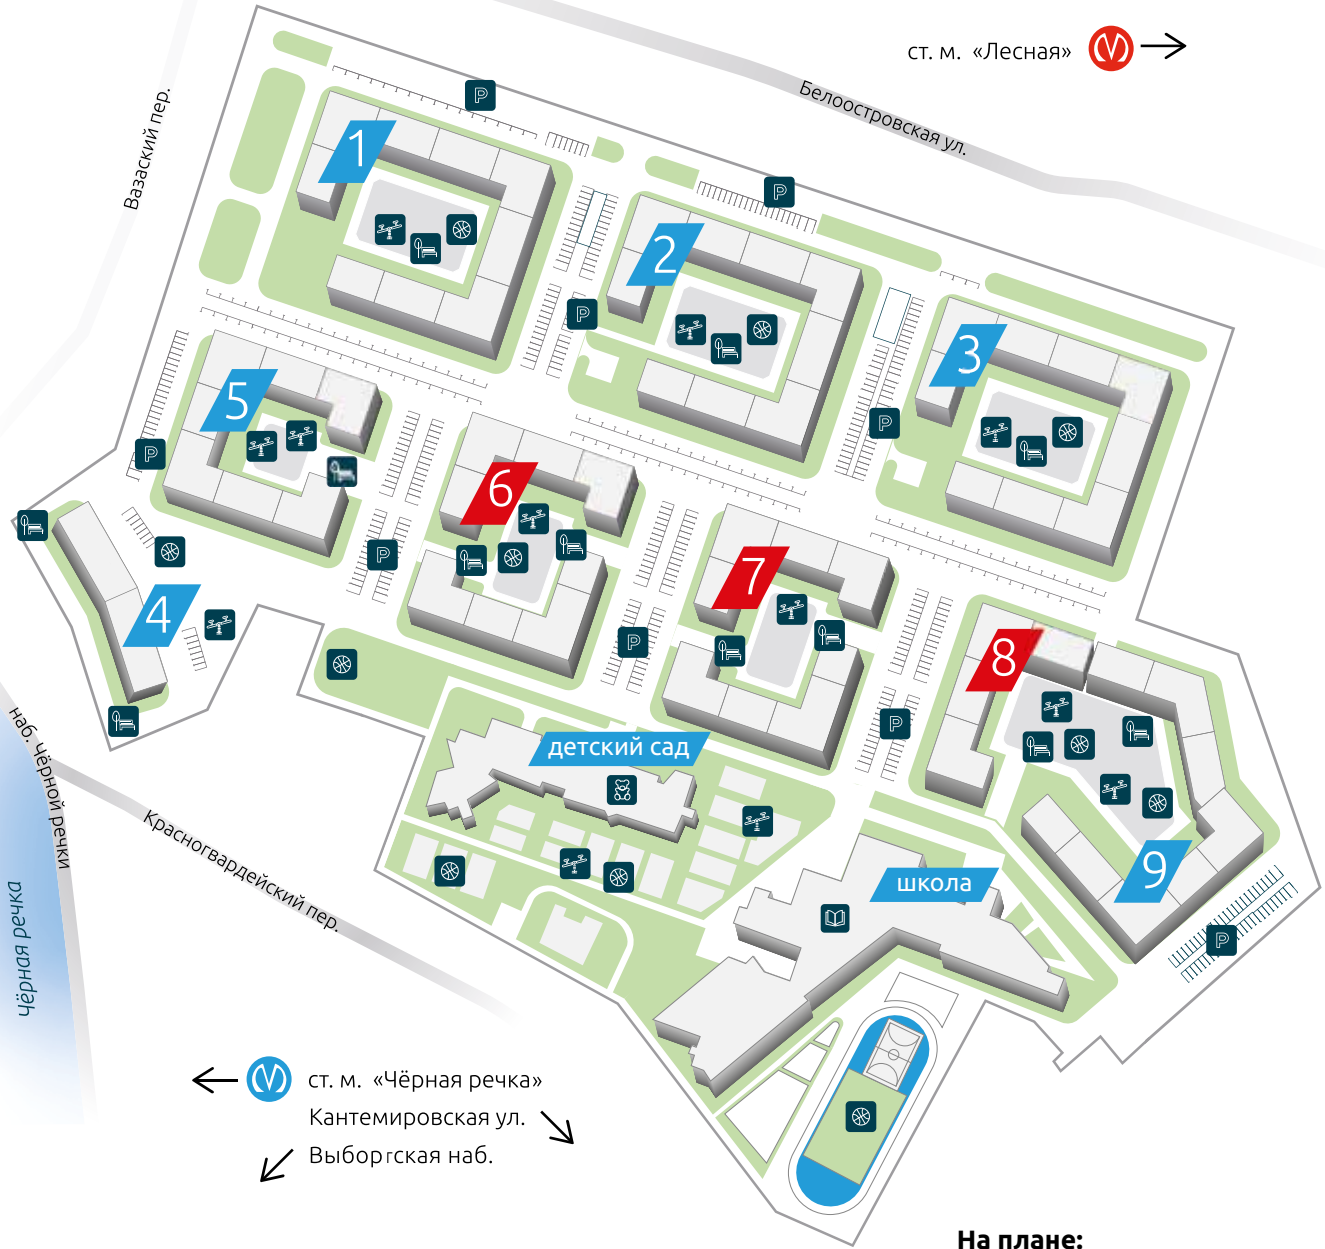 ст. м. «Лесная»
Белоостровская ул.
Вазаский пер.
P
1
P
2
P
3
5
P
P
6
P
7
4
P
8
P
наб. Чёрной речки
детский сад
Красногвардейский пер.
школа
9
P
Чёрная речка
ст. м. «Чёрная речка»
Кантемировская ул.
Выборгская наб.
На плане: